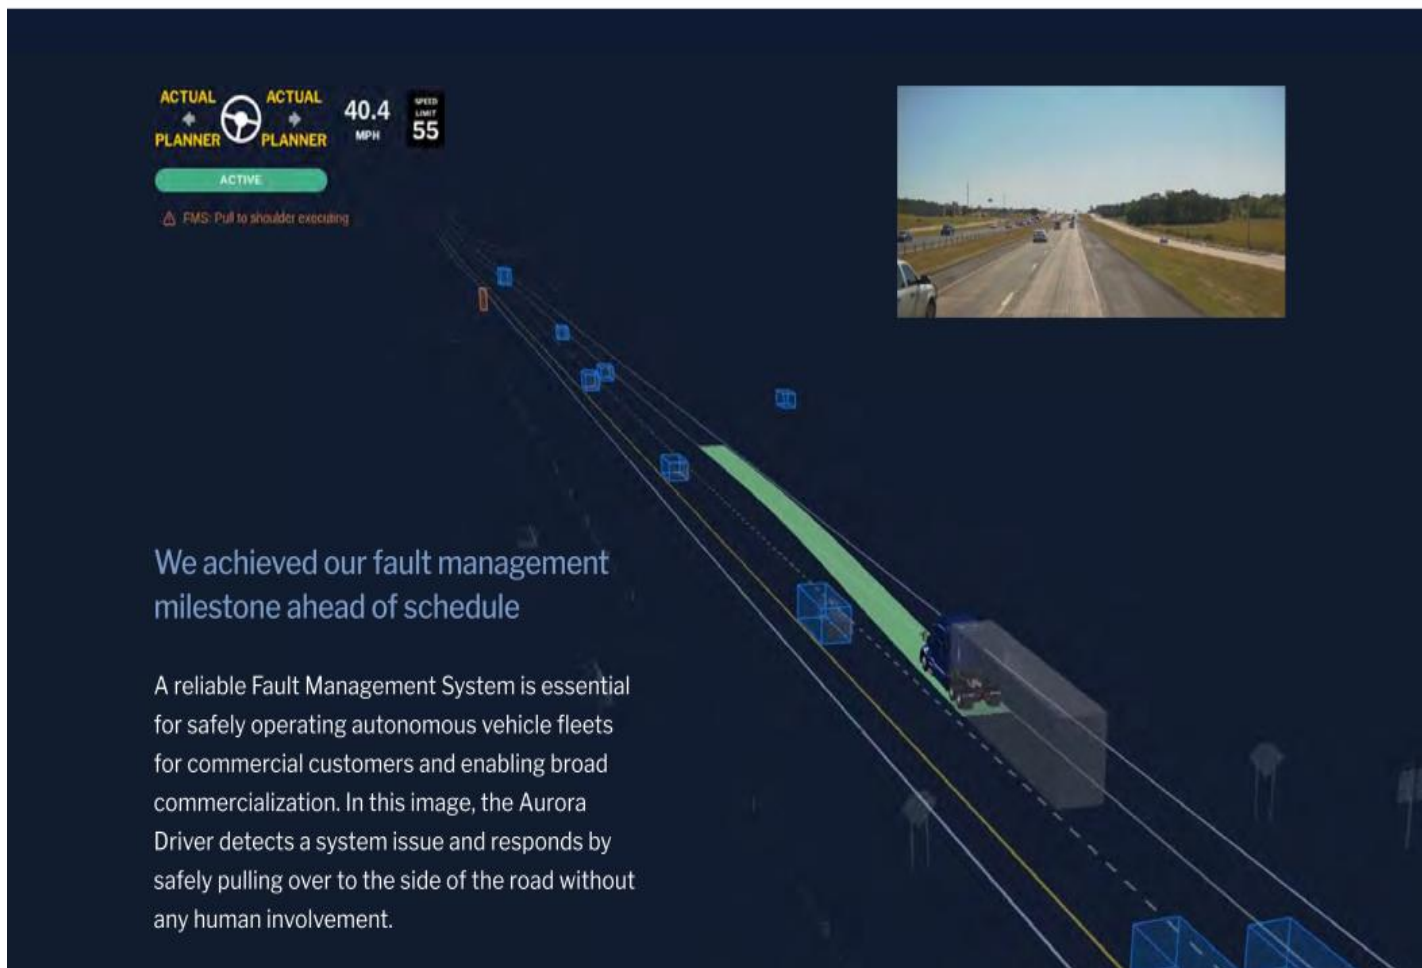 ACTUAL ACTUAL
PLANNER PLANNER
40.4
MPH
SPEED
LIMIT
55
ACTIVE
FMS: Pull to shoulder executing
We achieved our fault management
milestone ahead of schedule
A reliable Fault Management System is essential
for safely operating autonomous vehicle fleets
for commercial customers and enabling broad
commercialization. In this image, the Aurora
Driver detects a system issue and responds by
safely pulling over to the side of the road without
any human involvement.